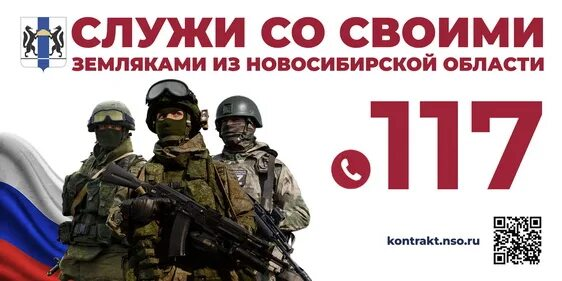 СЛУЖИ СО СВОИМИ
ЗЕМЛЯКАМИ ИЗ НОВОСИБИРСКОЙ ОБЛАСТИ
117
kontrakt.nso.ru